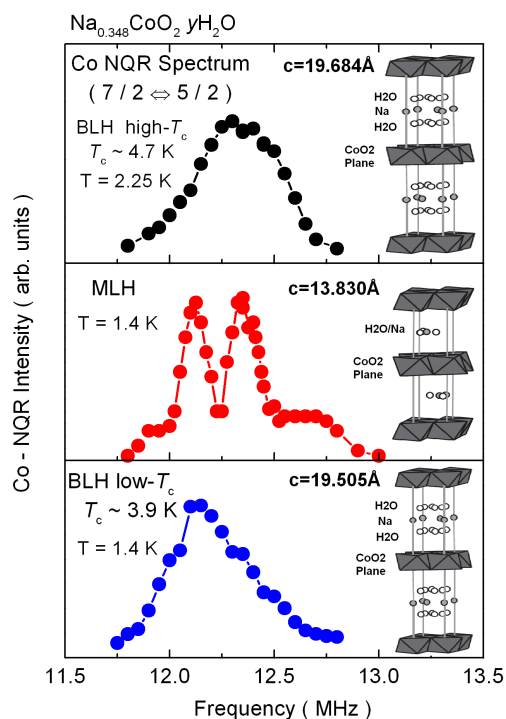 Na0.348CoO2 yH2O
Co NQR Spectrum
( 7 / 2 ⇔ 5 / 2 )
BLH high-Tc
Tc ~ 4.7 K
T = 2.25 K
c=19.684Å
H2O
Na
H2O
CoO2
Plane
MLH
T = 1.4 K
c=13.830Å
H2O/Na
CoO2
Plane
BLH low-Tc
Tc ~ 3.9 K
T = 1.4 K
c=19.505Å
H2O
Na
H2O
CoO2
Plane
Co - NQR Intensity ( arb. units )
11.5 12.0 12.5 13.0 13.5
Frequency ( MHz )